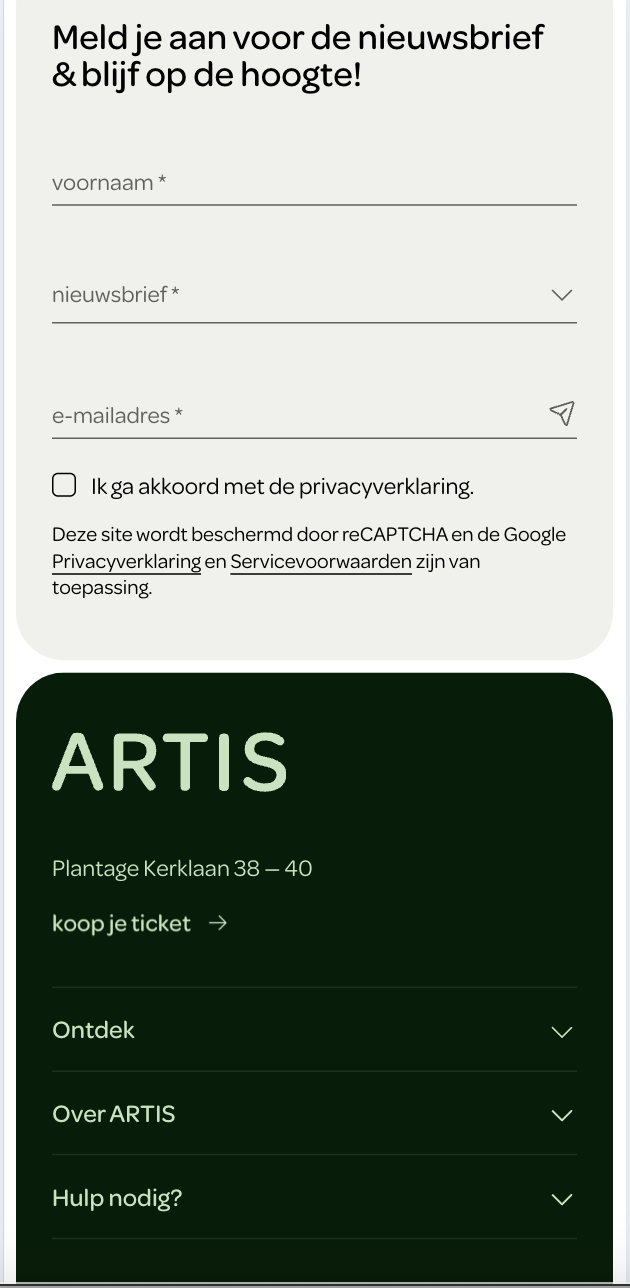 Meld je aan voor de nieuwsbrief
& blijf op de hoogte!
voornaam *
nieuwsbrief *
e-mailadres *
Ik ga akkoord met de privacyverklaring.
Deze site wordt beschermd door reCAPTCHA en de Google
Privacyverklaring en Servicevoorwaarden zijn van
toepassing.
ARTIS
Plantage Kerklaan 38 – 40
koop je ticket →
Ontdek
Over ARTIS
Hulp nodig?